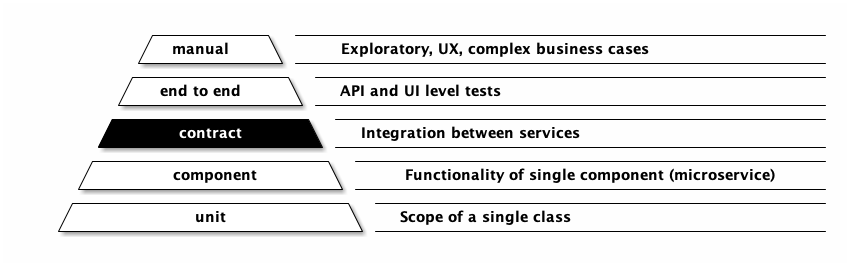 manual Exploratory, UX, complex business cases
end to end API and UI level tests
contract Integration between services
component Functionality of single component (microservice)
unit Scope of a single class